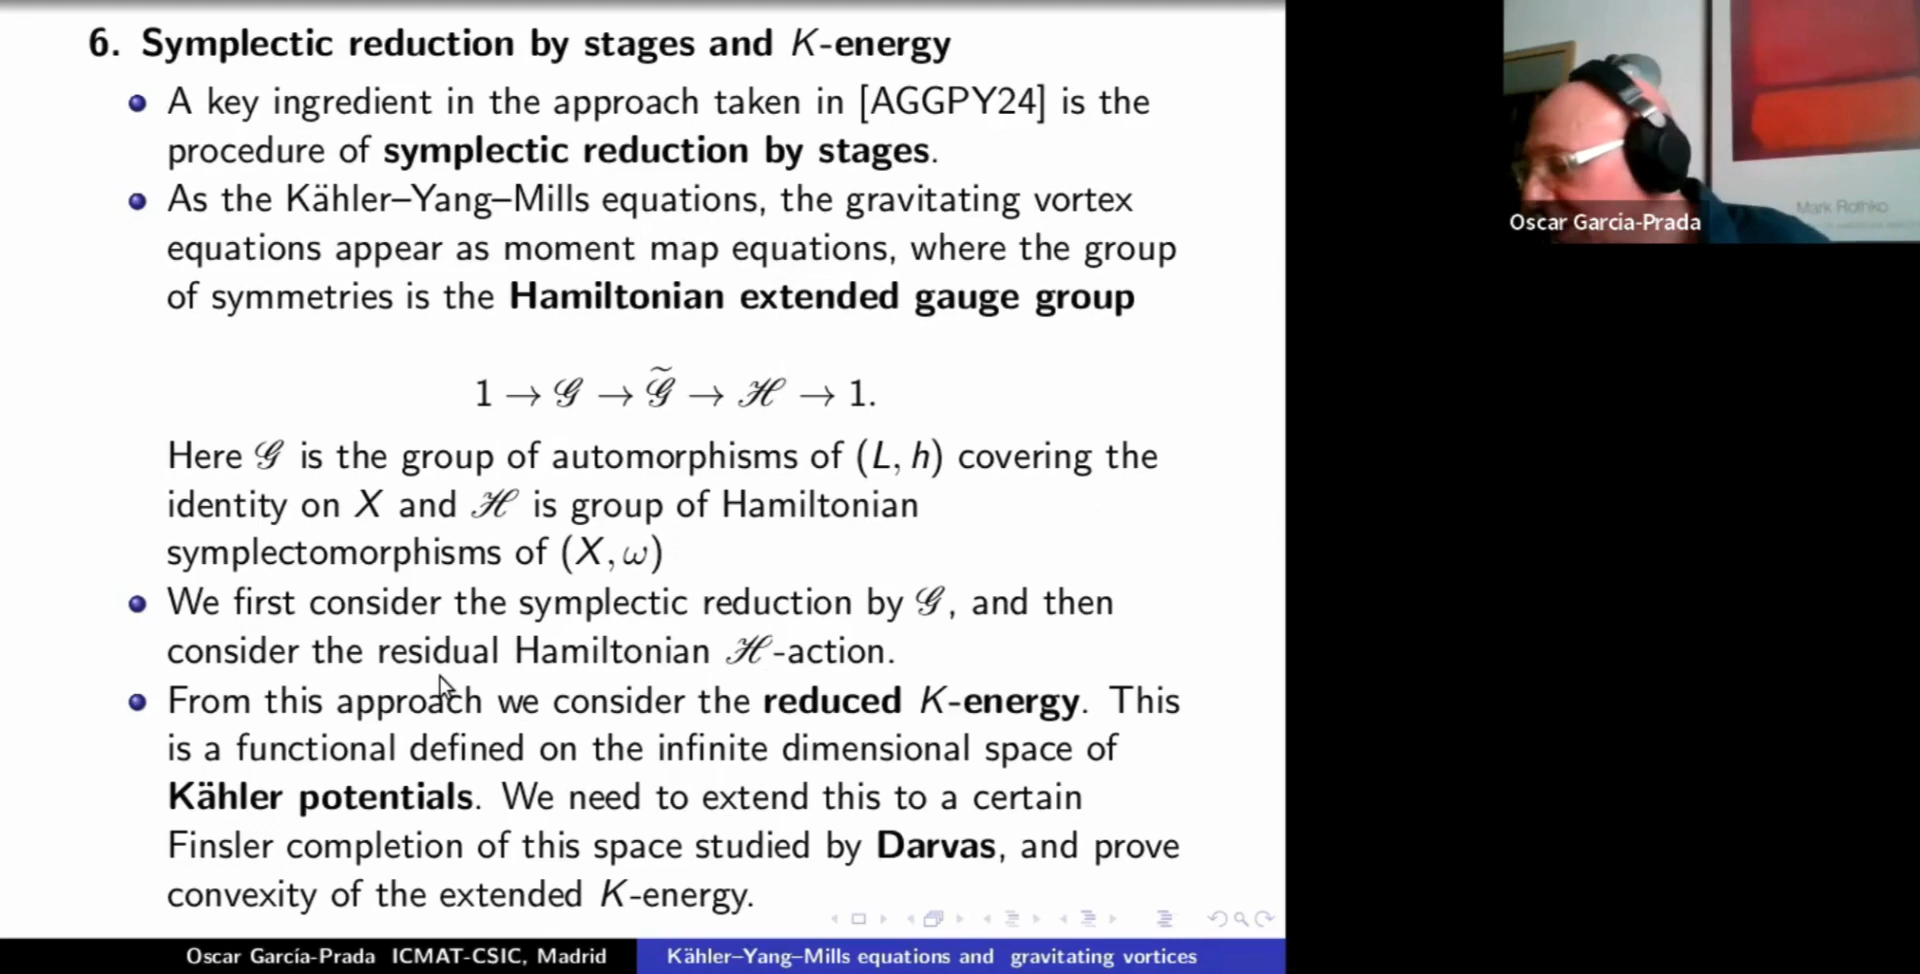 6. Symplectic reduction by stages and K-energy
A key ingredient in the approach taken in [AGGPY24] is the
procedure of symplectic reduction by stages.
As the Kähler–Yang–Mills equations, the gravitating vortex
equations appear as moment map equations, where the group
of symmetries is the Hamiltonian extended gauge group
1 → 𝒢 → 𝒢̃ → ℋ → 1.
Here 𝒢 is the group of automorphisms of (L, h) covering the
identity on X and ℋ is group of Hamiltonian
symplectomorphisms of (X, ω)
We first consider the symplectic reduction by 𝒢, and then
consider the residual Hamiltonian ℋ-action.
From this approach we consider the reduced K-energy. This
is a functional defined on the infinite dimensional space of
Kähler potentials. We need to extend this to a certain
Finsler completion of this space studied by Darvas, and prove
convexity of the extended K-energy.
Oscar García-Prada ICMAT-CSIC, Madrid
Kähler–Yang–Mills equations and gravitating vortices
Mark Rothko
Oscar Garcia-Prada